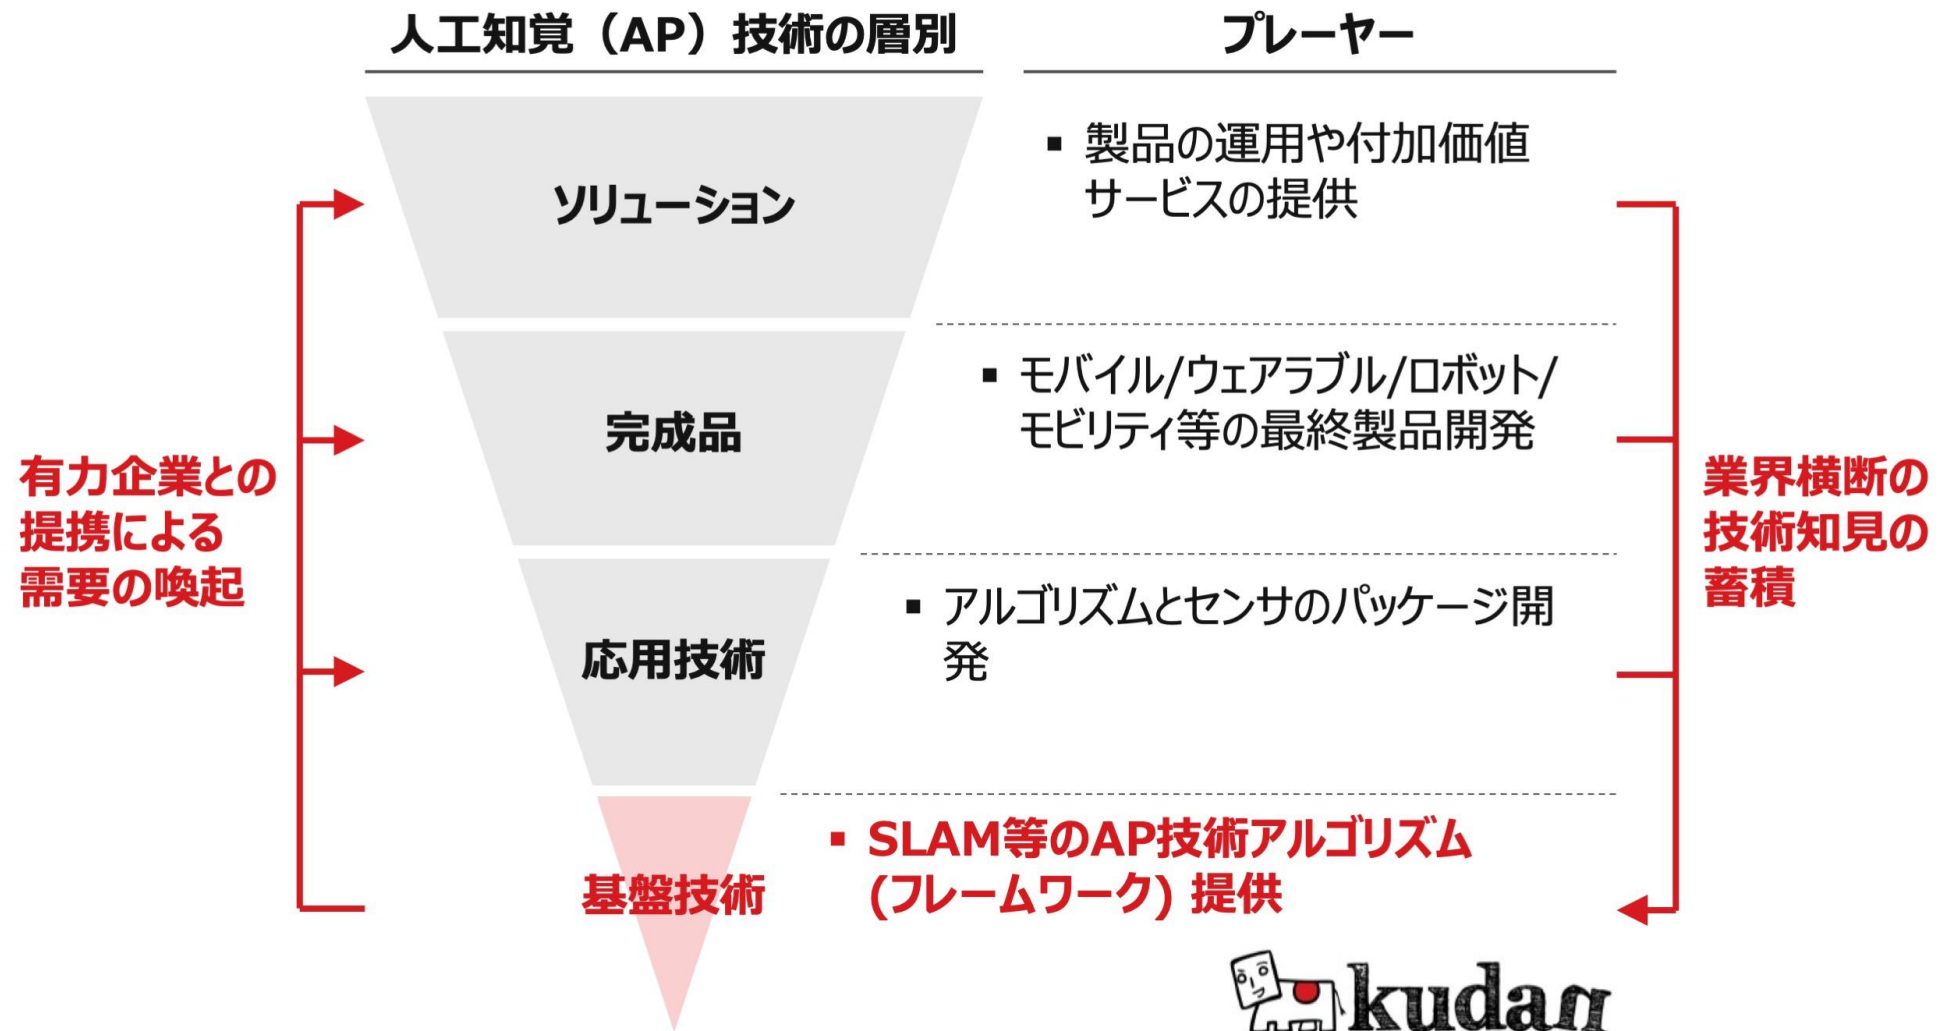 人工知覚（AP）技術の層別
プレーヤー
ソリューション
▪ 製品の運用や付加価値
サービスの提供
完成品
▪ モバイル/ウェアラブル/ロボット/
モビリティ等の最終製品開発
応用技術
▪ アルゴリズムとセンサのパッケージ開
発
基盤技術
▪ SLAM等のAP技術アルゴリズム
(フレームワーク) 提供
有力企業との
提携による
需要の喚起
業界横断の
技術知見の
蓄積
kudan